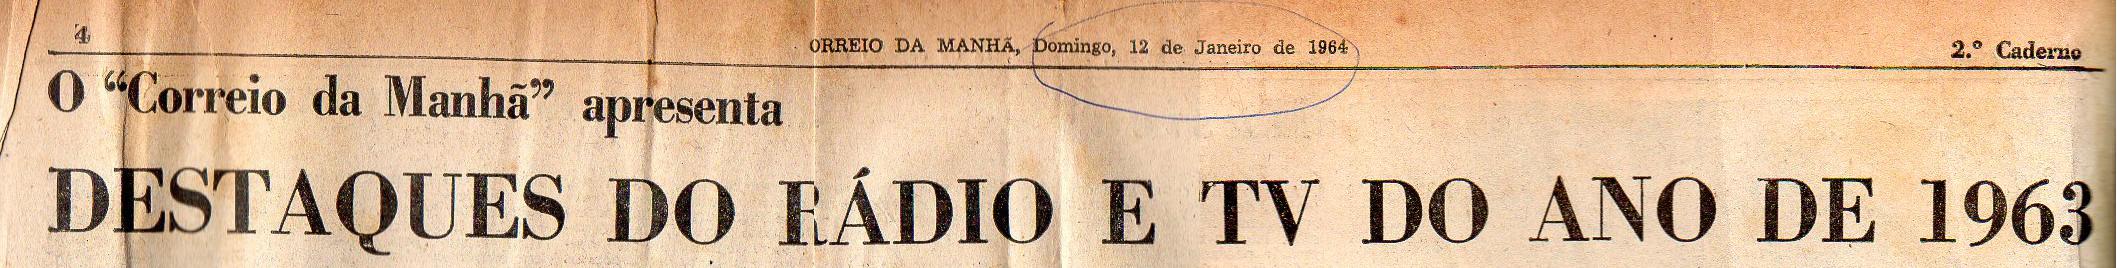 4 ORREIO DA MANHÃ, Domingo, 12 de Janeiro de 1964 2.º Caderno
O “Correio da Manhã” apresenta
DESTAQUES DO RÁDIO E TV DO ANO DE 1963